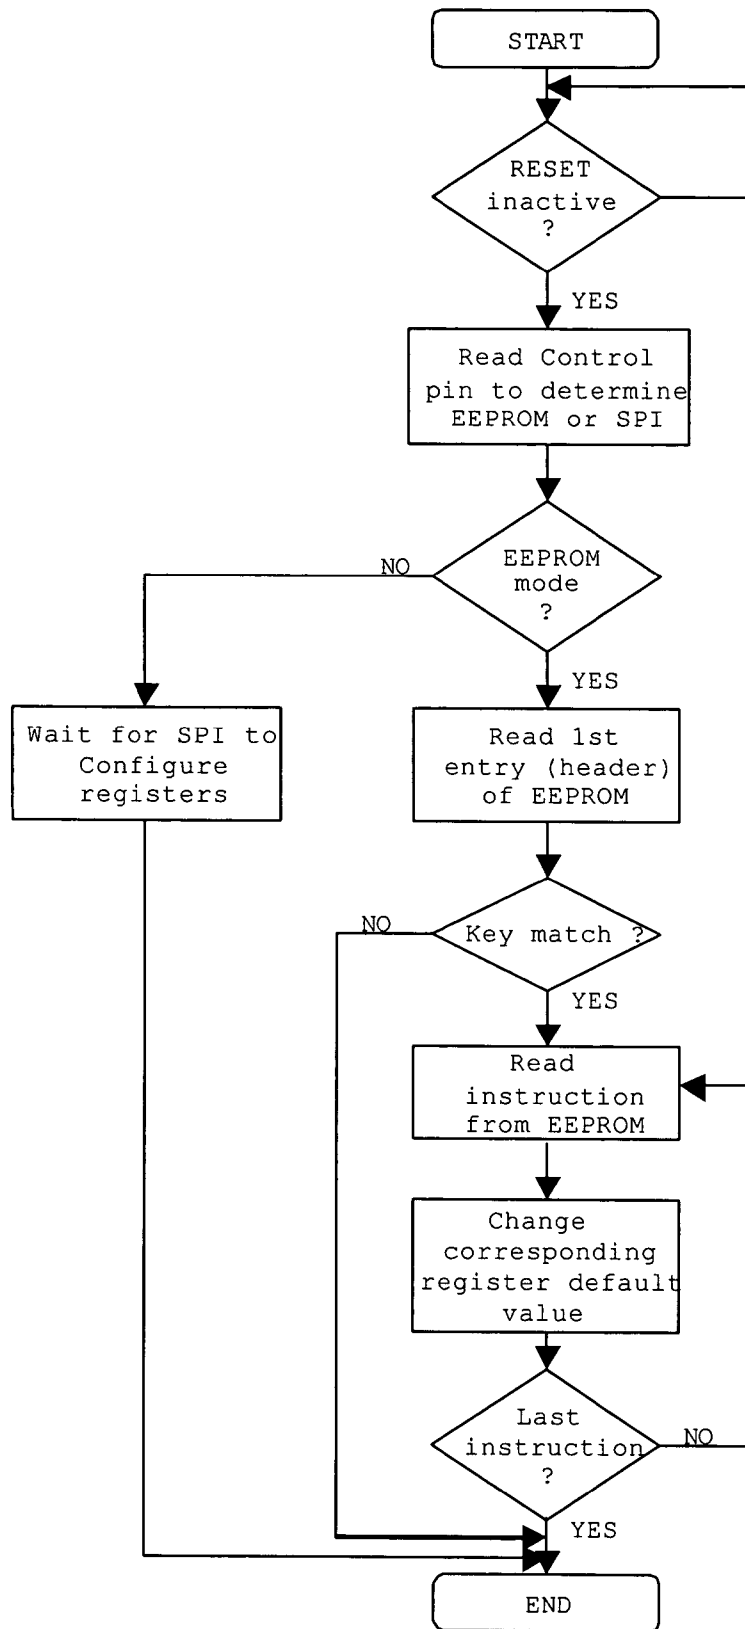 START
RESET
inactive
?
YES
Read Control
pin to determine
EEPROM or SPI
NO
EEPROM
mode
?
YES
Wait for SPI to
Configure
registers
Read 1st
entry (header)
of EEPROM
NO
Key match ?
YES
Read
instruction
from EEPROM
Change
corresponding
register default
value
Last
instruction
?
NO
YES
END